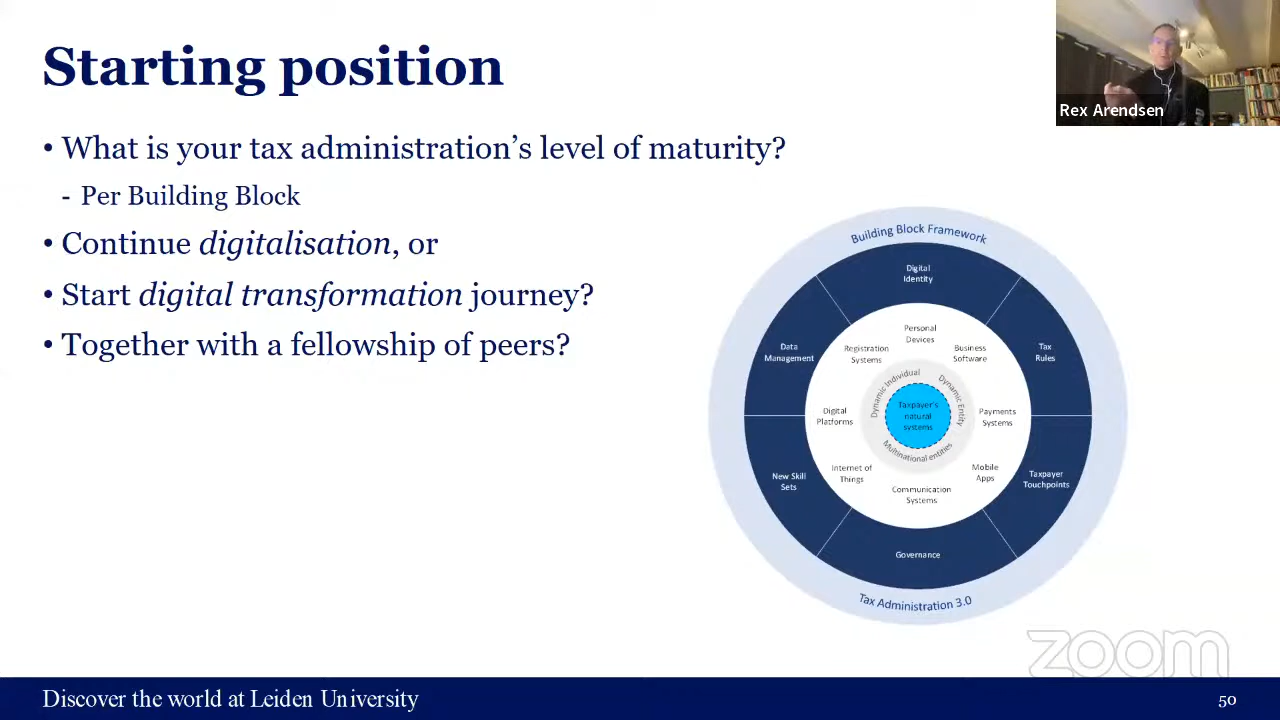 Starting position
Rex Arendsen
• What is your tax administration's level of maturity?
- Per Building Block
• Continue digitalisation, or
• Start digital transformation journey?
• Together with a fellowship of peers?
Building Block Framework
Digital
Identity
Tax
Rules
Taxpayer
Touchpoints
Governance
New Skill
Sets
Data
Management
Personal
Devices
Business
Software
Payments
Systems
Mobile
Apps
Communication
Systems
Internet of
Things
Digital
Platforms
Registration
Systems
Dynamic Individual
Dynamic Entity
Multinational entities
Taxpayer's
natural
systems
Tax Administration 3.0
zoom
Discover the world at Leiden University
50